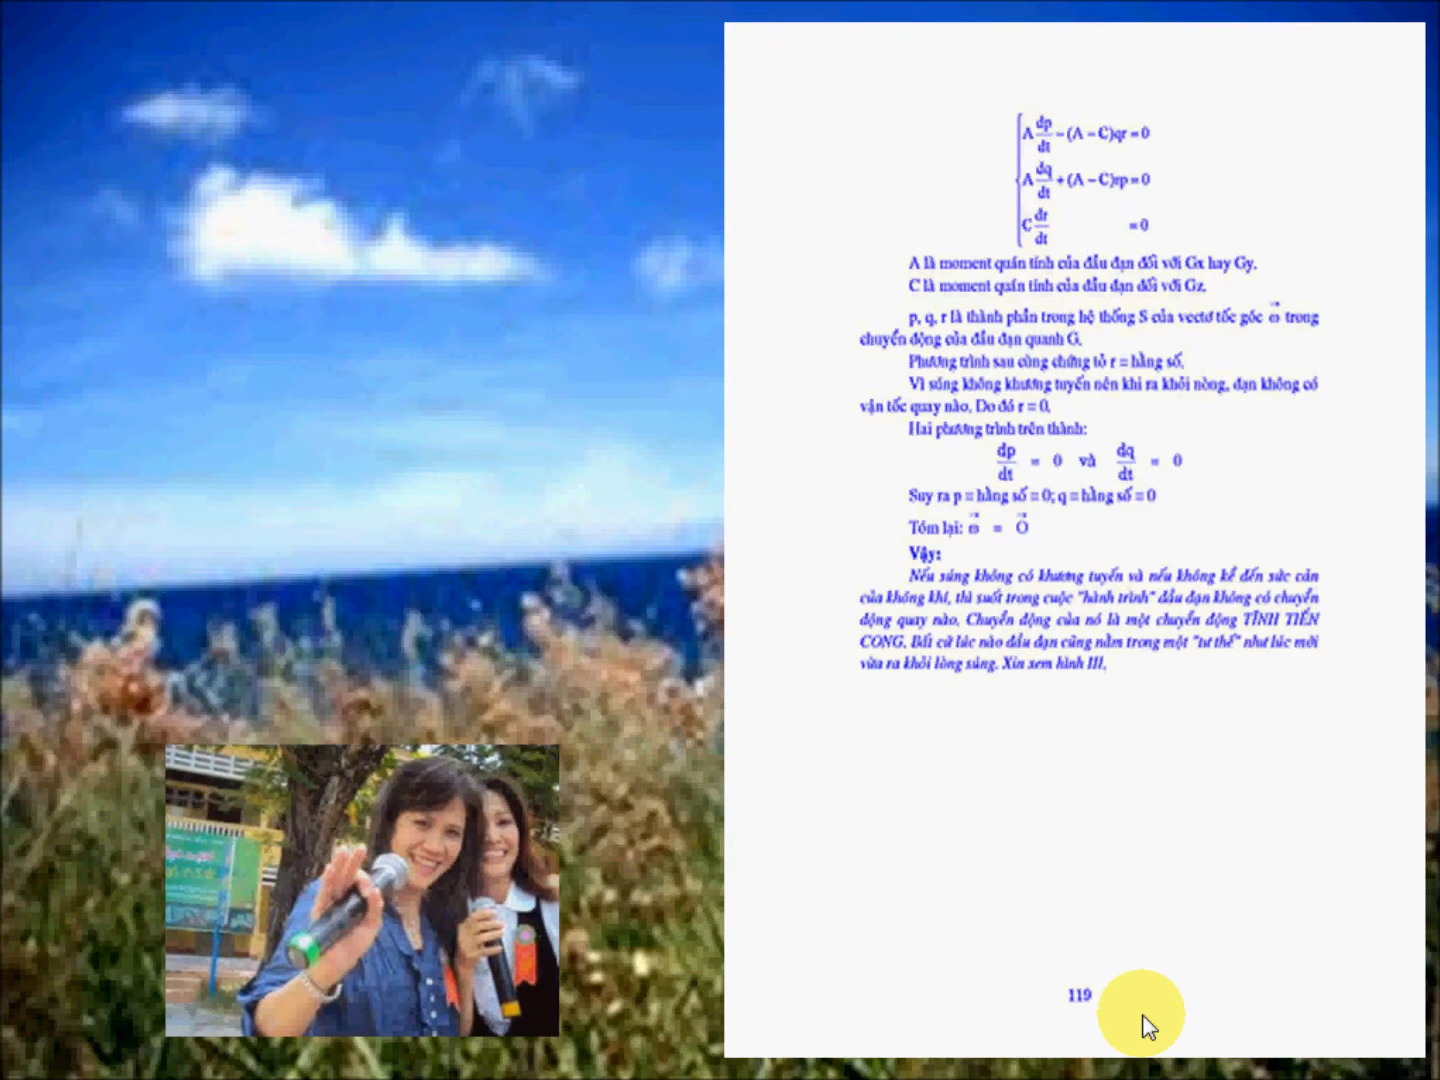 A dp/dt − (A − C)qr = 0
A dq/dt + (A − C)rp = 0
C dr/dt = 0
A là moment quán tính của đầu đạn đối với Gx hay Gy.
C là moment quán tính của đầu đạn đối với Gz.
p, q, r là thành phần trong hệ thống S của vectơ tốc góc ω⃗ trong
chuyển động của đầu đạn quanh G.
Phương trình sau cùng chứng tỏ r = hằng số.
Vì súng không khương tuyến nên khi ra khỏi nòng, đạn không có
vận tốc quay nào. Do đó r = 0.
Hai phương trình trên thành:
dp/dt = 0 và dq/dt = 0
Suy ra p = hằng số = 0; q = hằng số = 0
Tóm lại: ω⃗ = O⃗
Vậy:
Nếu súng không có khương tuyến và nếu không kể đến sức cản
của không khí, thì suốt trong cuộc "hành trình" đầu đạn không có chuyển
động quay nào. Chuyển động của nó là một chuyển động TỊNH TIẾN
CONG. Bất cứ lúc nào đầu đạn cũng nằm trong một "tư thế" như lúc mới
vừa ra khỏi lòng súng. Xin xem hình III.
119